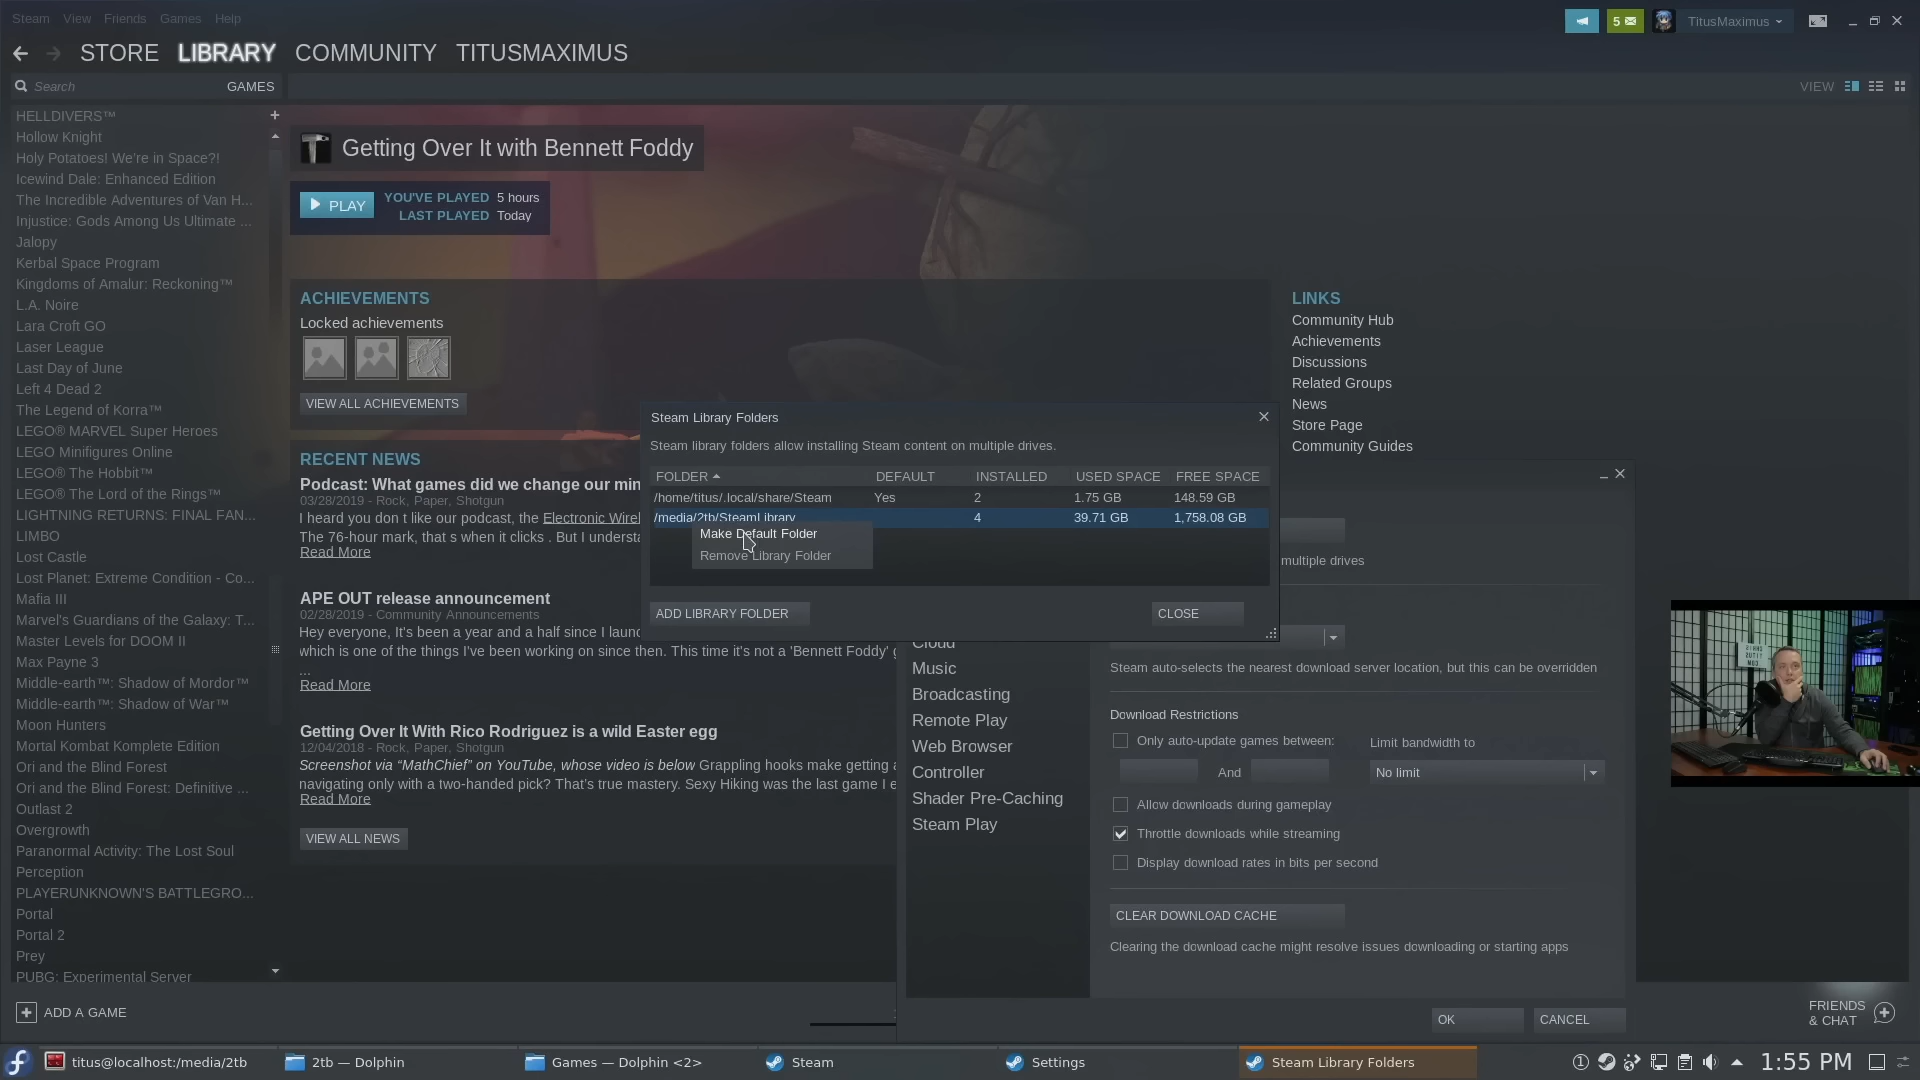 Steam View Friends Games Help
5
TitusMaximus
STORE LIBRARY COMMUNITY TITUSMAXIMUS
Search
GAMES
VIEW
HELLDIVERS™
Hollow Knight
Holy Potatoes! We're in Space?!
Icewind Dale: Enhanced Edition
The Incredible Adventures of Van H...
Injustice: Gods Among Us Ultimate ...
Jalopy
Kerbal Space Program
Kingdoms of Amalur: Reckoning™
L.A. Noire
Lara Croft GO
Laser League
Last Day of June
Left 4 Dead 2
The Legend of Korra™
LEGO® MARVEL Super Heroes
LEGO Minifigures Online
LEGO® The Hobbit™
LEGO® The Lord of the Rings™
LIGHTNING RETURNS: FINAL FAN...
LIMBO
Lost Castle
Lost Planet: Extreme Condition - Co...
Mafia III
Marvel's Guardians of the Galaxy: T...
Master Levels for DOOM II
Max Payne 3
Middle-earth™: Shadow of Mordor™
Middle-earth™: Shadow of War™
Moon Hunters
Mortal Kombat Komplete Edition
Ori and the Blind Forest
Ori and the Blind Forest: Definitive ...
Outlast 2
Overgrowth
Paranormal Activity: The Lost Soul
Perception
PLAYERUNKNOWN'S BATTLEGRO...
Portal
Portal 2
Prey
PUBG: Experimental Server
ADD A GAME
Getting Over It with Bennett Foddy
PLAY
YOU'VE PLAYED 5 hours
LAST PLAYED Today
ACHIEVEMENTS
Locked achievements
VIEW ALL ACHIEVEMENTS
RECENT NEWS
Podcast: What games did we change our min
03/28/2019 - Rock, Paper, Shotgun
I heard you don t like our podcast, the Electronic Wirel
The 76-hour mark, that s when it clicks . But I understa
Read More
APE OUT release announcement
02/28/2019 - Community Announcements
Hey everyone, It's been a year and a half since I launc
which is one of the things I've been working on since then. This time it's not a 'Bennett Foddy' g
...
Read More
Getting Over It With Rico Rodriguez is a wild Easter egg
12/04/2018 - Rock, Paper, Shotgun
Screenshot via “MathChief” on YouTube, whose video is below Grappling hooks make getting a
navigating only with a two-handed pick? That's true mastery. Sexy Hiking was the last game I e
Read More
VIEW ALL NEWS
LINKS
Community Hub
Achievements
Discussions
Related Groups
News
Store Page
Community Guides
Steam Library Folders
Steam library folders allow installing Steam content on multiple drives.
FOLDER DEFAULT INSTALLED USED SPACE FREE SPACE
/home/titus/.local/share/Steam Yes 2 1.75 GB 148.59 GB
/media/2tb/SteamLibrary 4 39.71 GB 1,758.08 GB
Make Default Folder
Remove Library Folder
ADD LIBRARY FOLDER
CLOSE
multiple drives
Cloud
Music
Broadcasting
Remote Play
Web Browser
Controller
Shader Pre-Caching
Steam Play
Steam auto-selects the nearest download server location, but this can be overridden
Download Restrictions
Only auto-update games between:
Limit bandwidth to
And
No limit
Allow downloads during gameplay
Throttle downloads while streaming
Display download rates in bits per second
CLEAR DOWNLOAD CACHE
Clearing the download cache might resolve issues downloading or starting apps
OK
CANCEL
FRIENDS
& CHAT
titus@localhost:/media/2tb
2tb — Dolphin
Games — Dolphin <2>
Steam
Settings
Steam Library Folders
1:55 PM